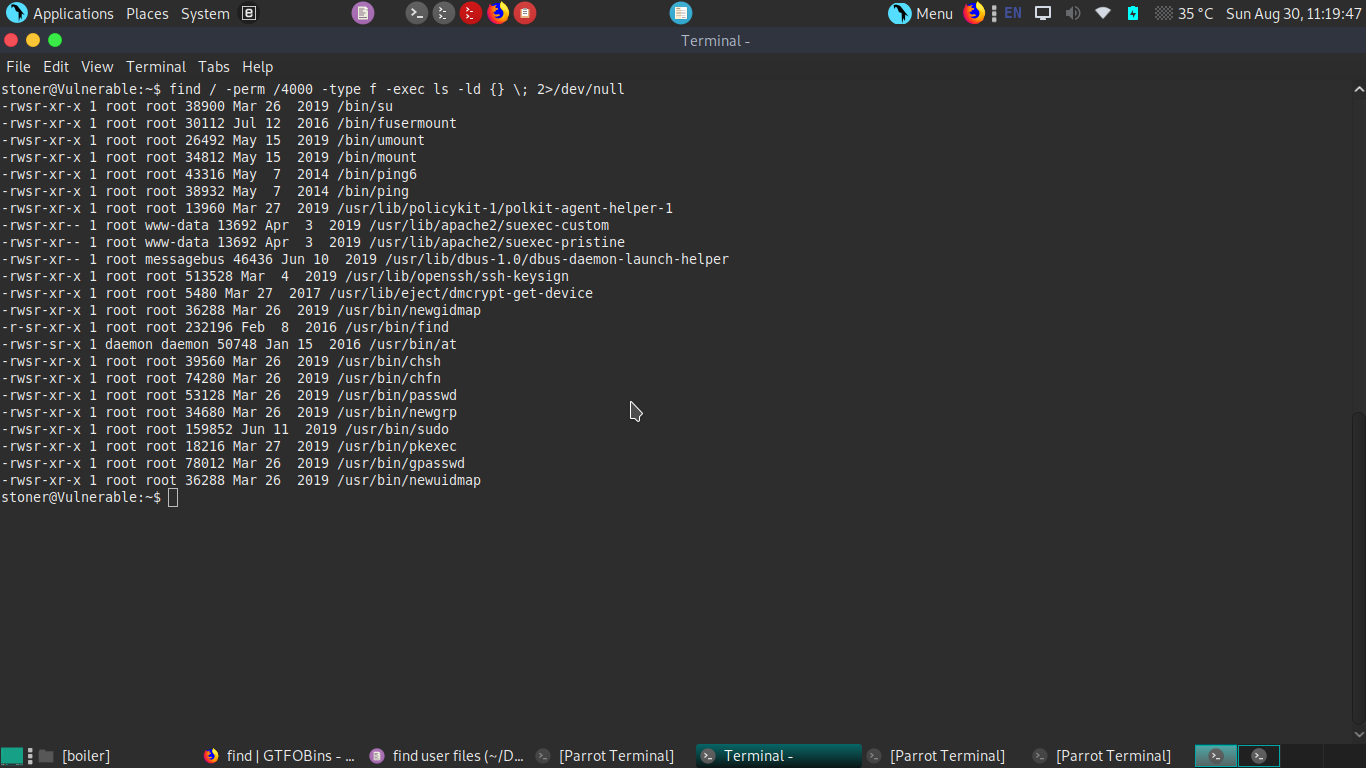 Applications Places System Menu EN 35 °C Sun Aug 30, 11:19:47
Terminal -
File Edit View Terminal Tabs Help
stoner@Vulnerable:~$ find / -perm /4000 -type f -exec ls -ld {} \; 2>/dev/null
-rwsr-xr-x 1 root root 38900 Mar 26  2019 /bin/su
-rwsr-xr-x 1 root root 30112 Jul 12  2016 /bin/fusermount
-rwsr-xr-x 1 root root 26492 May 15  2019 /bin/umount
-rwsr-xr-x 1 root root 34812 May 15  2019 /bin/mount
-rwsr-xr-x 1 root root 43316 May  7  2014 /bin/ping6
-rwsr-xr-x 1 root root 38932 May  7  2014 /bin/ping
-rwsr-xr-x 1 root root 13960 Mar 27  2019 /usr/lib/policykit-1/polkit-agent-helper-1
-rwsr-xr-- 1 root www-data 13692 Apr  3  2019 /usr/lib/apache2/suexec-custom
-rwsr-xr-- 1 root www-data 13692 Apr  3  2019 /usr/lib/apache2/suexec-pristine
-rwsr-xr-- 1 root messagebus 46436 Jun 10  2019 /usr/lib/dbus-1.0/dbus-daemon-launch-helper
-rwsr-xr-x 1 root root 513528 Mar  4  2019 /usr/lib/openssh/ssh-keysign
-rwsr-xr-x 1 root root 5480 Mar 27  2017 /usr/lib/eject/dmcrypt-get-device
-rwsr-xr-x 1 root root 36288 Mar 26  2019 /usr/bin/newgidmap
-r-sr-xr-x 1 root root 232196 Feb  8  2016 /usr/bin/find
-rwsr-sr-x 1 daemon daemon 50748 Jan 15  2016 /usr/bin/at
-rwsr-xr-x 1 root root 39560 Mar 26  2019 /usr/bin/chsh
-rwsr-xr-x 1 root root 74280 Mar 26  2019 /usr/bin/chfn
-rwsr-xr-x 1 root root 53128 Mar 26  2019 /usr/bin/passwd
-rwsr-xr-x 1 root root 34680 Mar 26  2019 /usr/bin/newgrp
-rwsr-xr-x 1 root root 159852 Jun 11  2019 /usr/bin/sudo
-rwsr-xr-x 1 root root 18216 Mar 27  2019 /usr/bin/pkexec
-rwsr-xr-x 1 root root 78012 Mar 26  2019 /usr/bin/gpasswd
-rwsr-xr-x 1 root root 36288 Mar 26  2019 /usr/bin/newuidmap
stoner@Vulnerable:~$
[boiler] find | GTFOBins - ... find user files (~/D... [Parrot Terminal] Terminal - [Parrot Terminal] [Parrot Terminal]